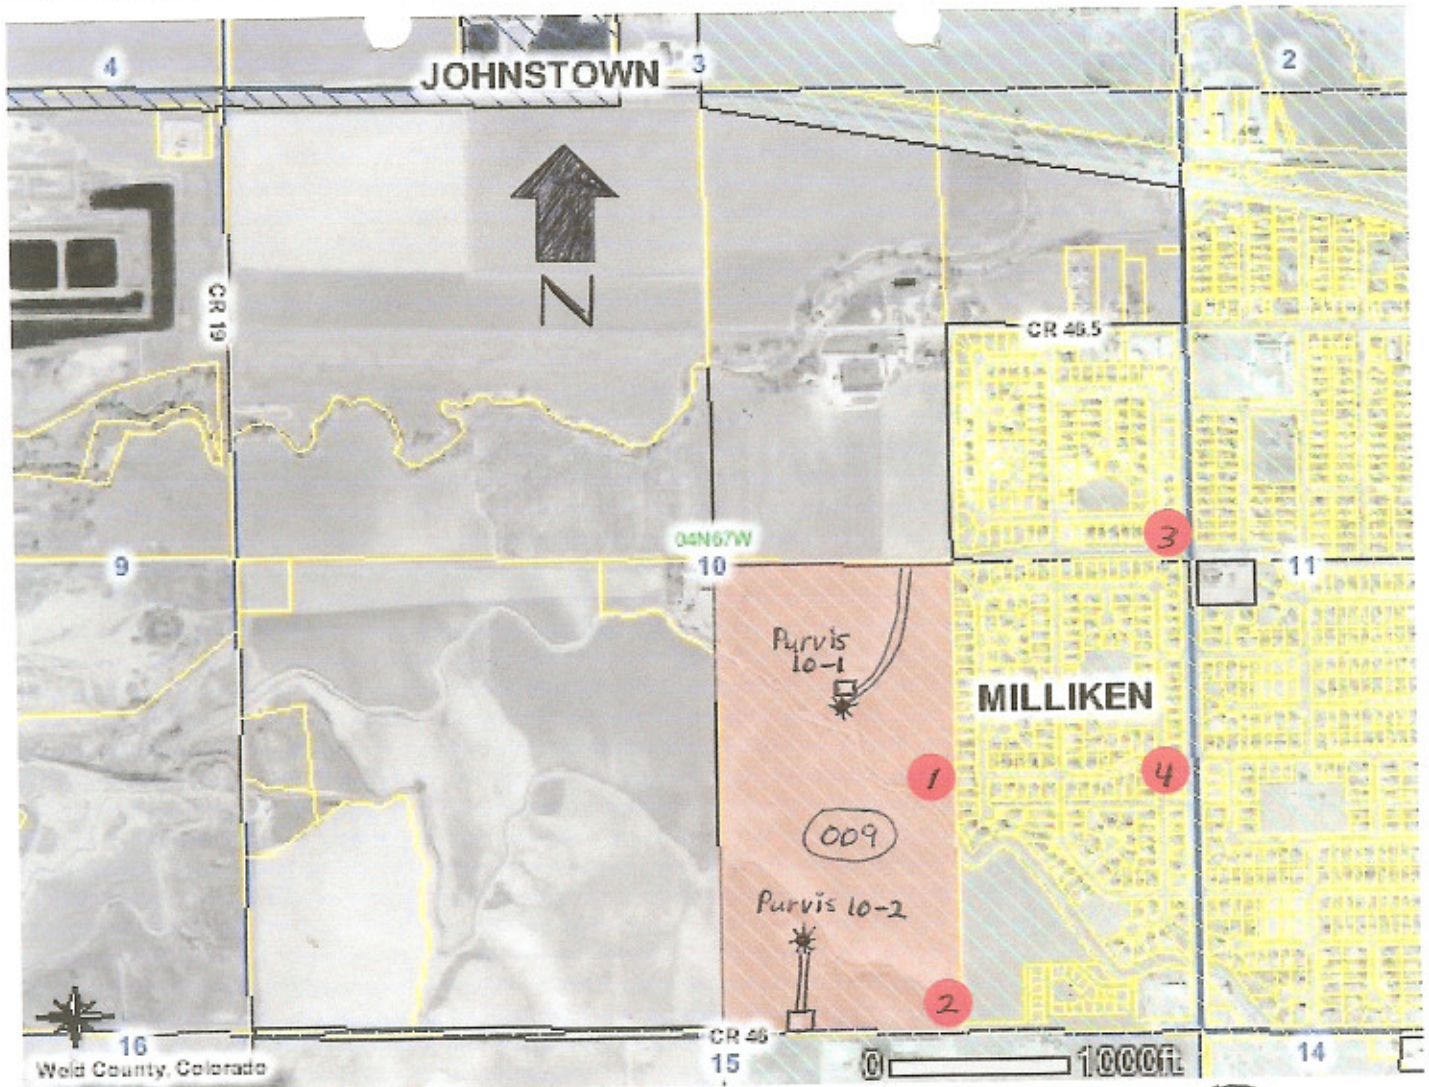 4
3
2
JOHNSTOWN
N
CR 19
CR 46.5
3
04N67W
9
10
11
Purvis
10-1
MILLIKEN
1
4
009
Purvis 10-2
2
CR 46
16
15
14
0
1000ft
Weld County, Colorado